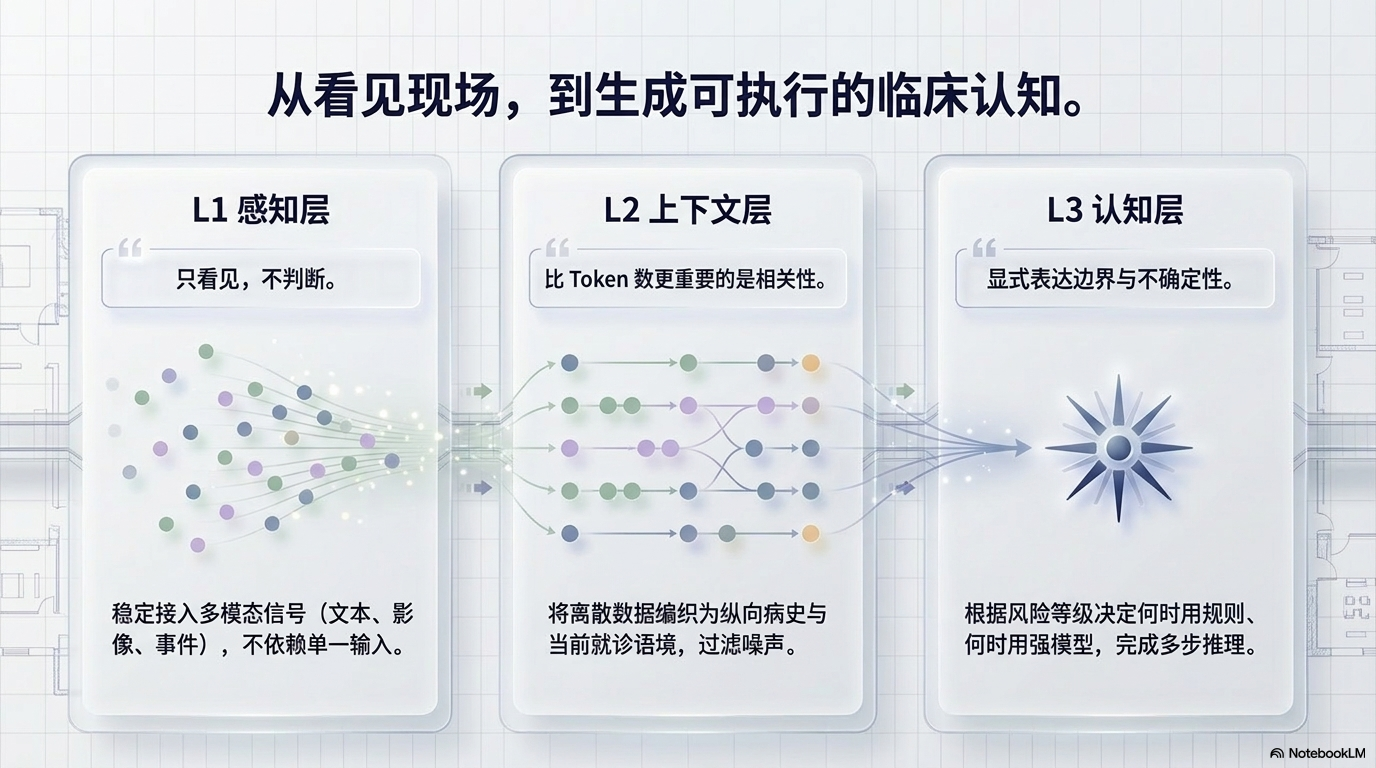 从看见现场，到生成可执行的临床认知。
L1 感知层
“
只看见，不判断。
稳定接入多模态信号（文本、影
像、事件），不依赖单一输入。
L2 上下文层
“
比 Token 数更重要的是相关性。
将离散数据编织为纵向病史与
当前就诊语境，过滤噪声。
L3 认知层
“
显式表达边界与不确定性。
根据风险等级决定何时用规则、
何时用强模型，完成多步推理。
NotebookLM